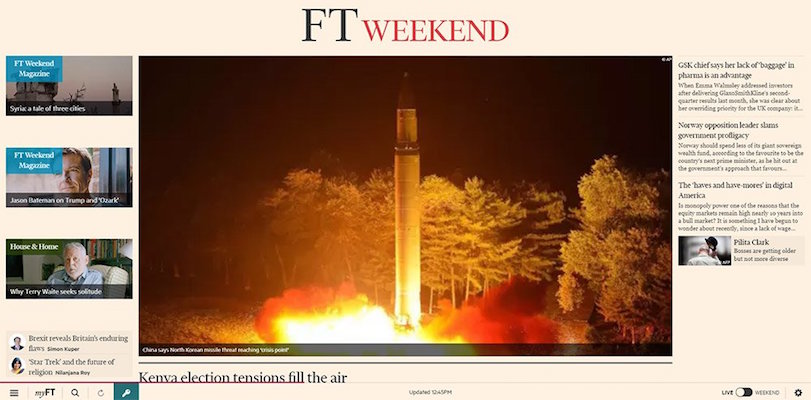 FT WEEKEND
FT Weekend
Magazine
Syria: a tale of three cities
FT Weekend
Magazine
Jason Bateman on Trump and 'Ozark'
House & Home
Why Terry Waite seeks solitude
Brexit reveals Britain's enduring
flaws Simon Kuper
'Star Trek' and the future of
religion Nilanjana Roy
© AP
China says North Korean missile threat reaching 'crisis point'
Kenya election tensions fill the air
GSK chief says her lack of 'baggage' in
pharma is an advantage
When Emma Walmsley addressed investors
after delivering GlaxoSmithKline's second-
quarter results last month, she was clear about
her overriding priority for the UK company: it...
Norway opposition leader slams
government profligacy
Norway should spend less of its giant sovereign
wealth fund, according to the favourite to be the
country's next prime minister, as he hit out at
the government's approach that favours...
The 'haves and have-mores' in digital
America
Is monopoly power one of the reasons that the
equity markets remain high nearly 10 years into
a bull market? It is something I have begun to
wonder about recently, since a lack of wage...
Pilita Clark
Bosses are getting older
but not more diverse
myFT
Updated 12:45PM
LIVE WEEKEND